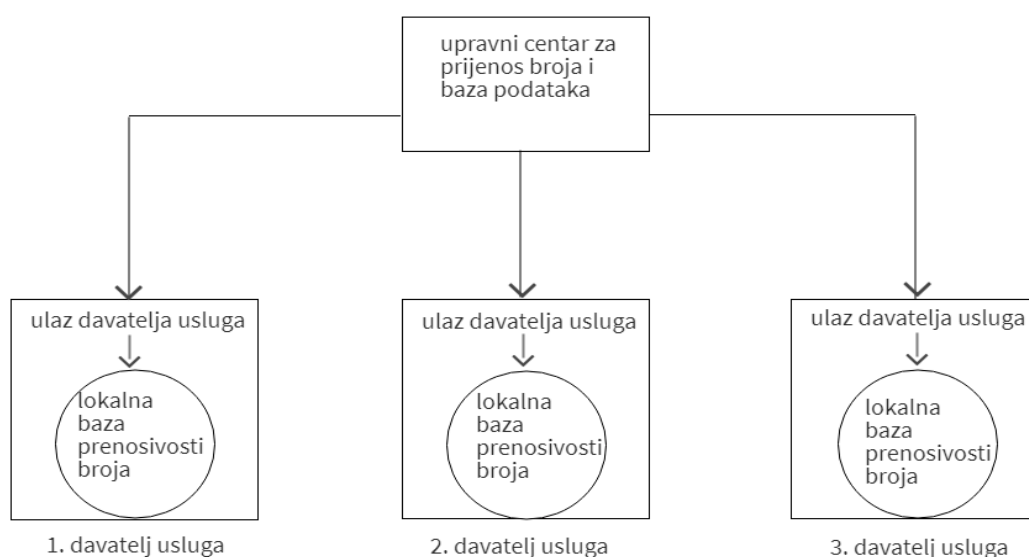 upravni centar za
prijenos broja i
baza podataka
ulaz davatelja usluga
lokalna
baza
prenosivosti
broja
1. davatelj usluga
ulaz davatelja usluga
lokalna
baza
prenosivosti
broja
2. davatelj usluga
ulaz davatelja usluga
lokalna
baza
prenosivosti
broja
3. davatelj usluga